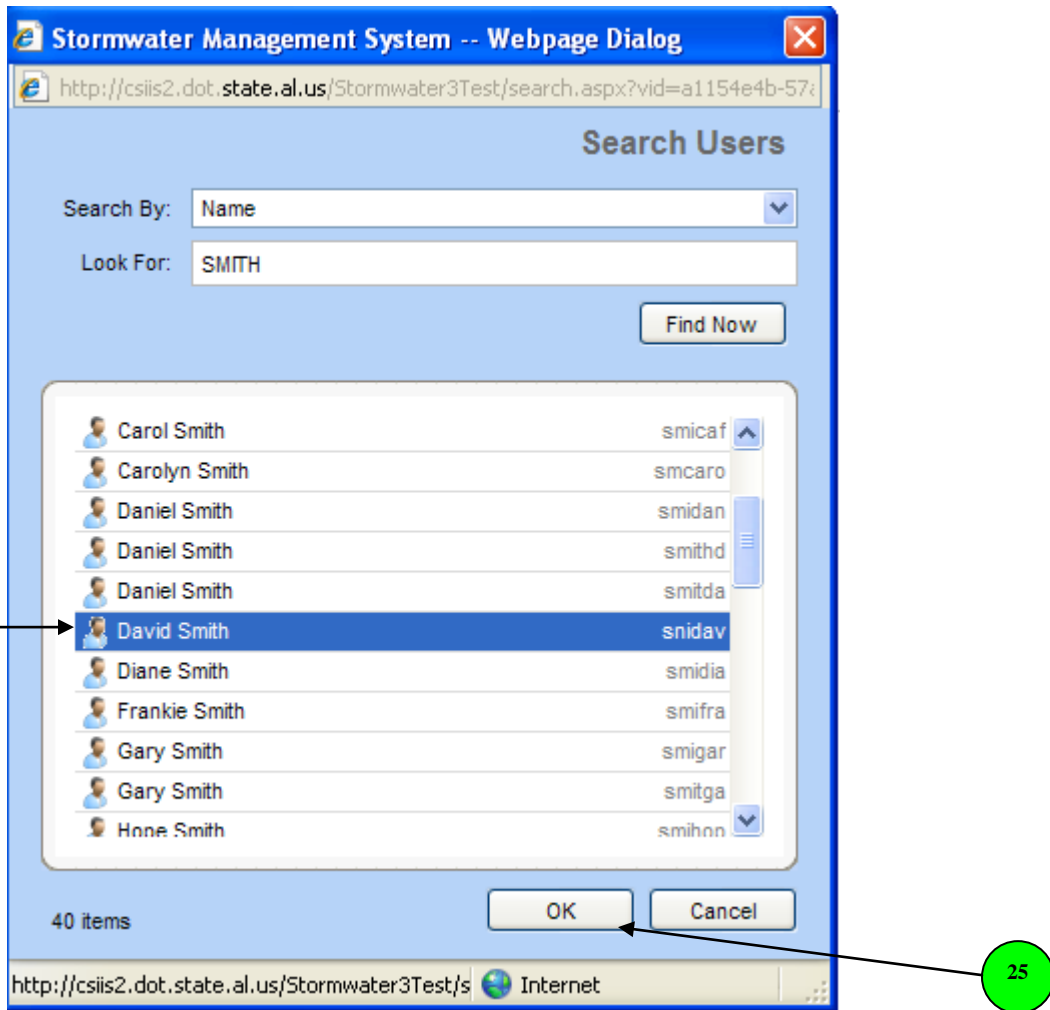 Stormwater Management System -- Webpage Dialog
http://csiis2.dot.state.al.us/Stormwater3Test/search.aspx?vid=a1154e4b-57a
Search Users
Search By: Name
Look For: SMITH
Find Now
Carol Smith smicaf
Carolyn Smith smcaro
Daniel Smith smidan
Daniel Smith smithd
Daniel Smith smitda
David Smith snidav
Diane Smith smidia
Frankie Smith smifra
Gary Smith smigar
Gary Smith smitga
Hope Smith smihop
40 items OK Cancel
25
http://csiis2.dot.state.al.us/Stormwater3Test/s Internet